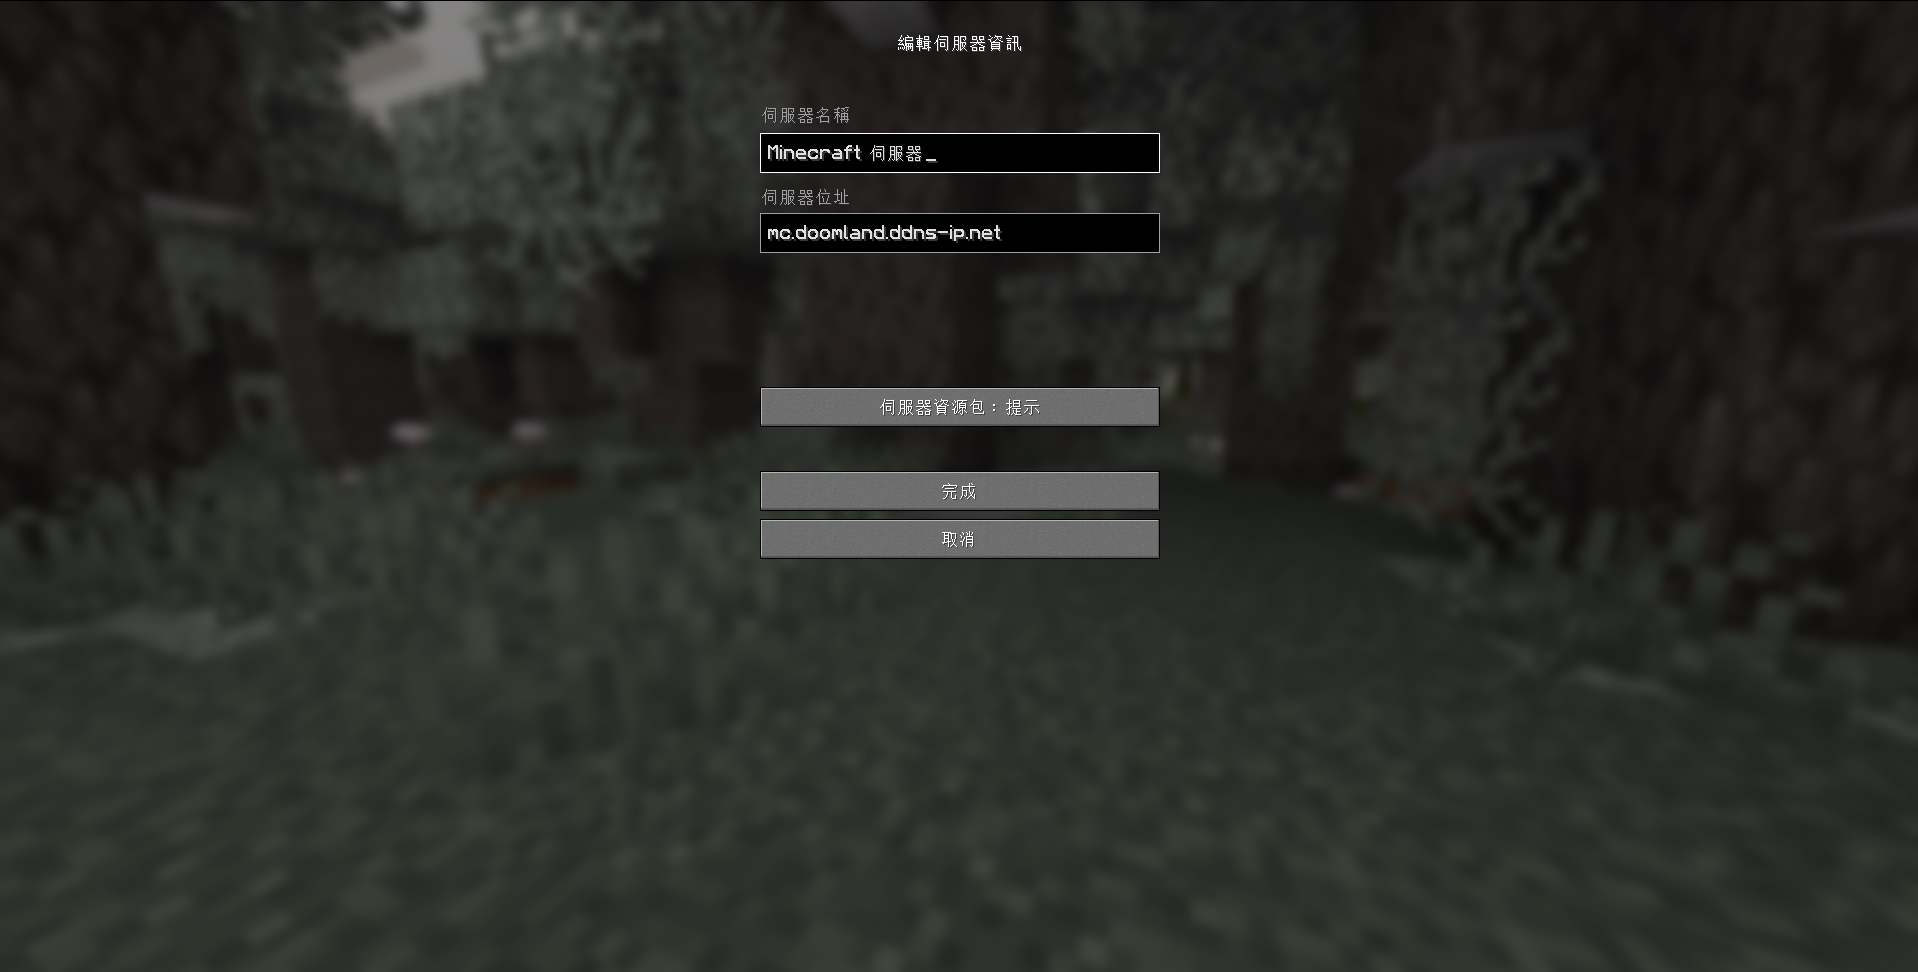 編輯伺服器資訊
伺服器名稱
Minecraft 伺服器_
伺服器位址
mc.doomland.ddns-ip.net
伺服器資源包：提示
完成
取消